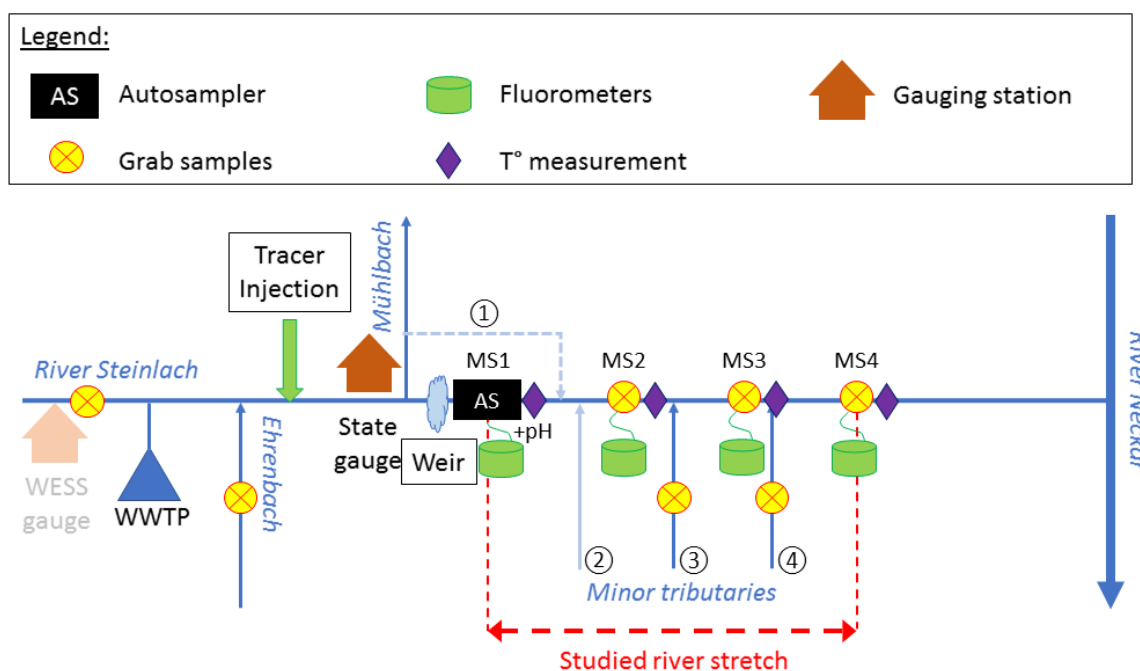 Legend:
AS Autosampler
Fluorometers
Gauging station
Grab samples
T° measurement
Tracer
Injection
Mühlbach
①
River Steinlach
MS1
MS2
MS3
MS4
AS
+pH
State
gauge
Weir
Ehrenbach
WESS
gauge
WWTP
②
③
④
Minor tributaries
Studied river stretch
River Neckar